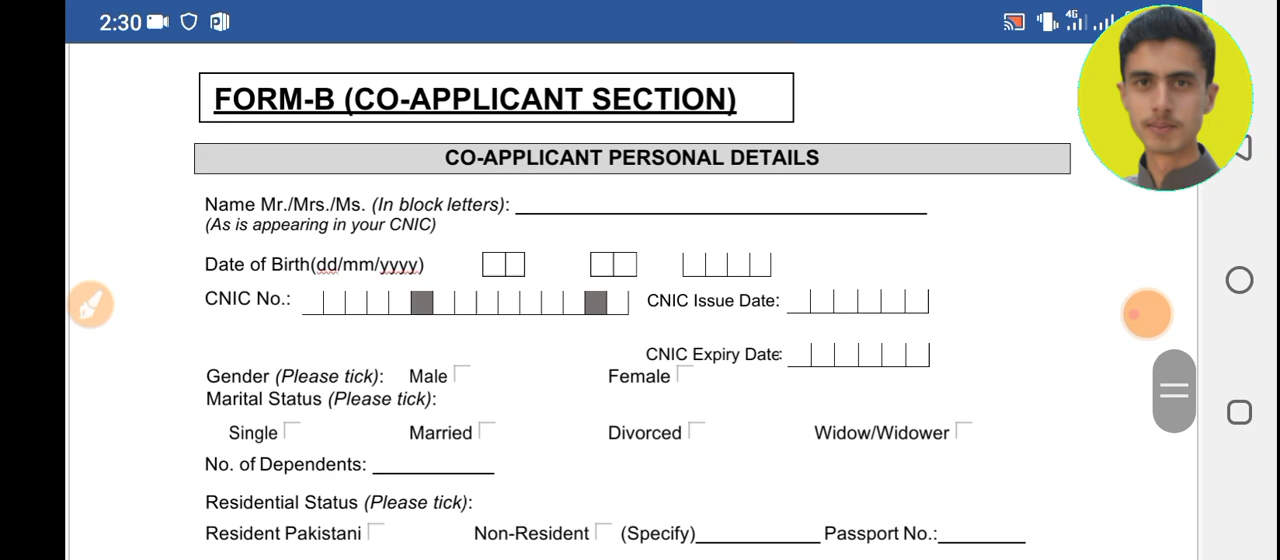 2:30
4G
FORM-B (CO-APPLICANT SECTION)
CO-APPLICANT PERSONAL DETAILS
Name Mr./Mrs./Ms. (In block letters):
(As is appearing in your CNIC)
Date of Birth(dd/mm/yyyy)
CNIC No.: CNIC Issue Date:
CNIC Expiry Date:
Gender (Please tick): Male Female
Marital Status (Please tick):
Single Married Divorced Widow/Widower
No. of Dependents:
Residential Status (Please tick):
Resident Pakistani Non-Resident (Specify) Passport No.: